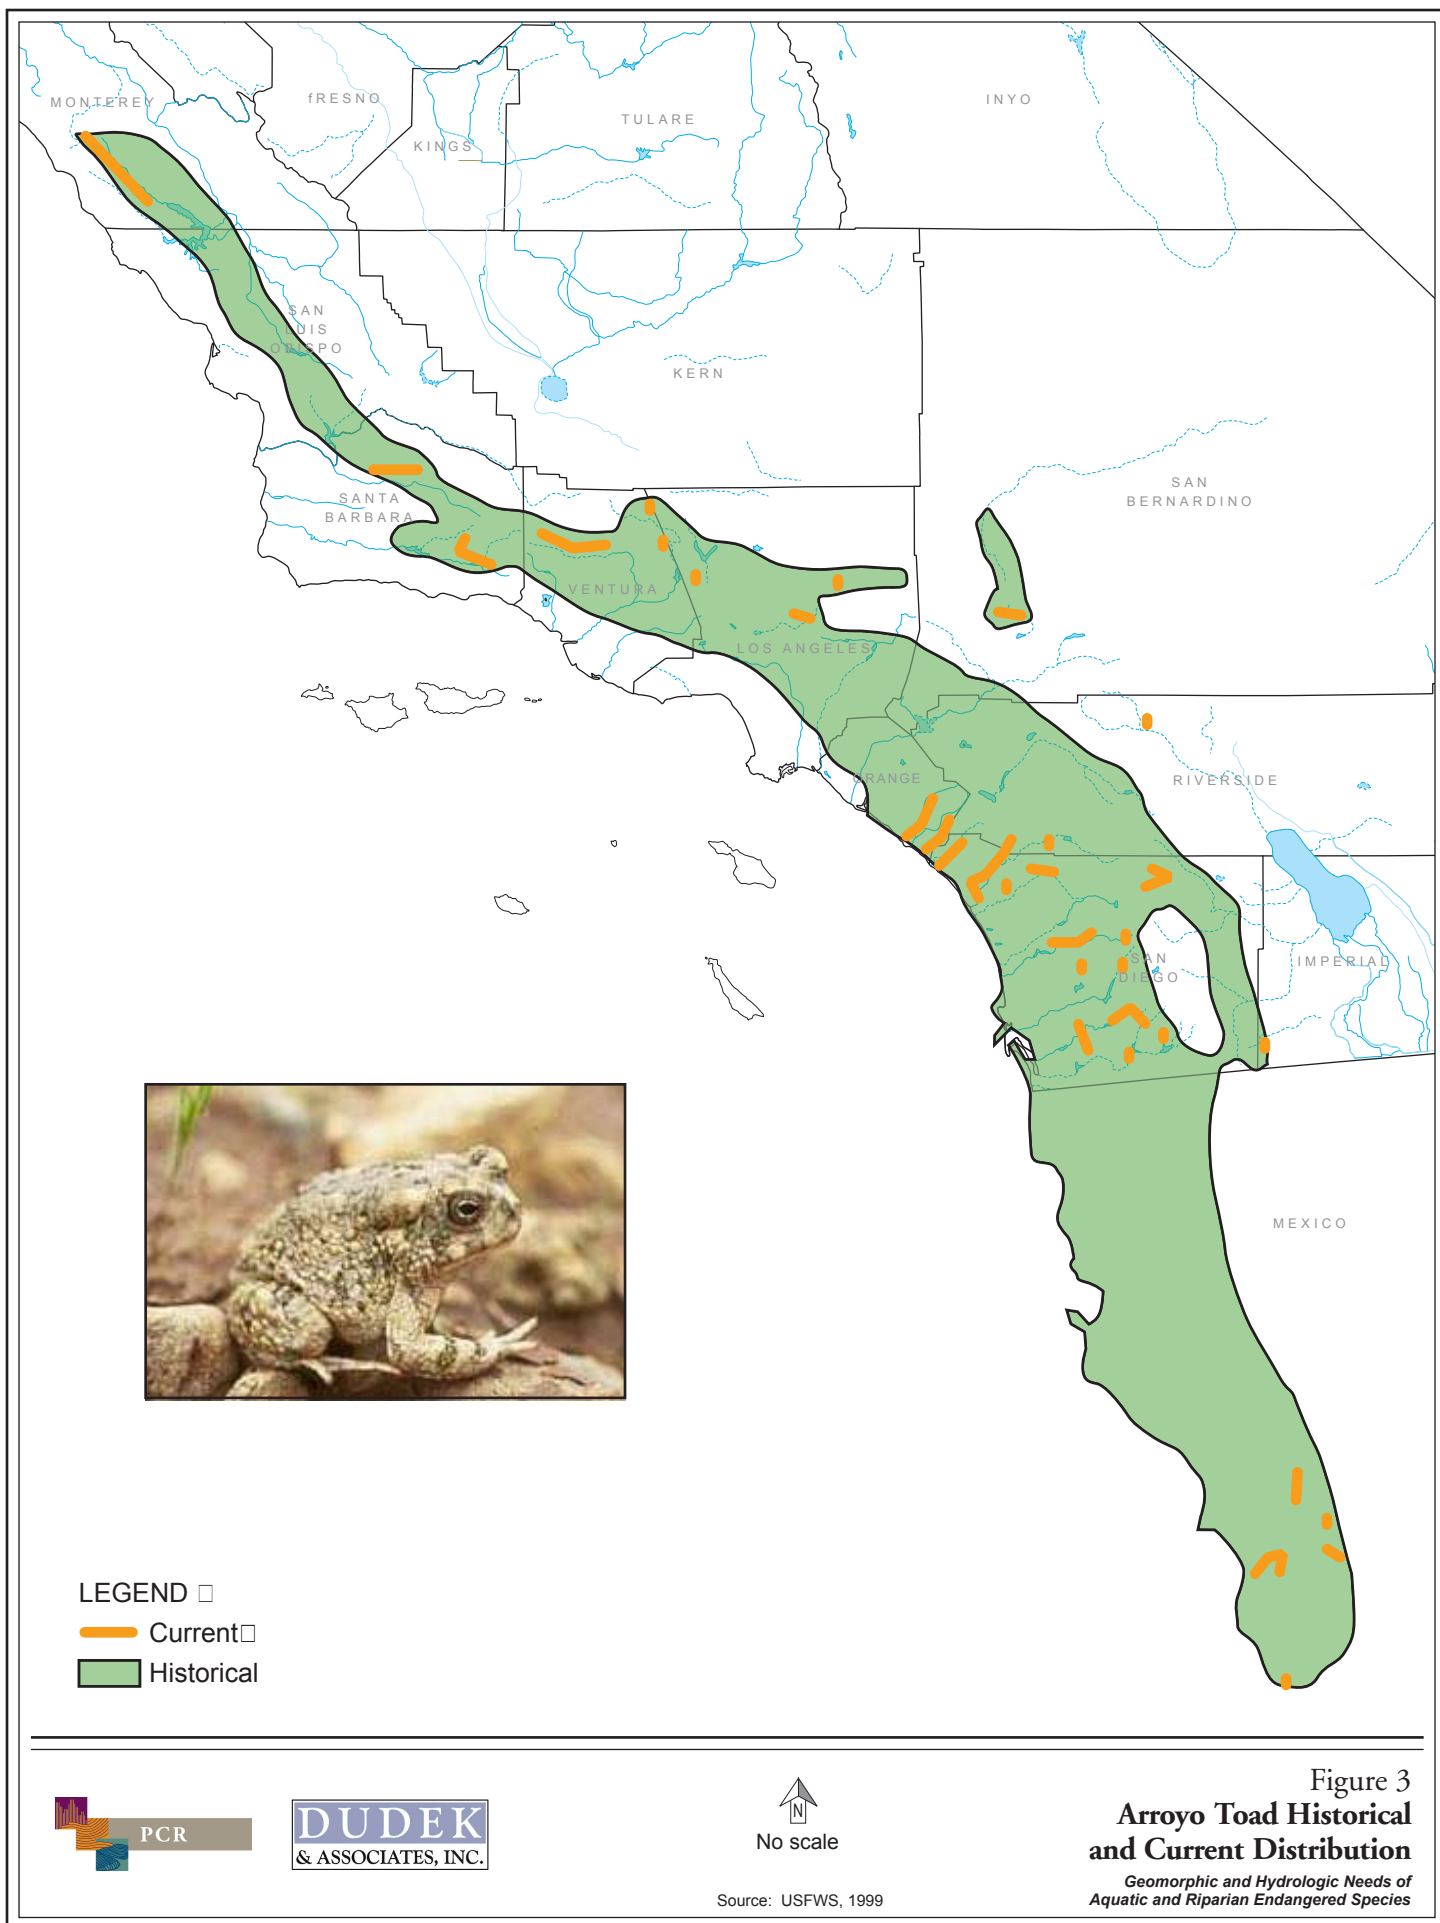 MONTEREY
fRESNO
KINGS
TULARE
INYO
SAN
LUIS
OBISPO
KERN
SAN
BERNARDINO
SANTA
BARBARA
VENTURA
LOS ANGELES
ORANGE
RIVERSIDE
SAN
DIEGO
IMPERIAL
MEXICO
LEGEND □
Current□
Historical
PCR
DUDEK
& ASSOCIATES, INC.
N
No scale
Source: USFWS, 1999
Figure 3
Arroyo Toad Historical
and Current Distribution
Geomorphic and Hydrologic Needs of
Aquatic and Riparian Endangered Species